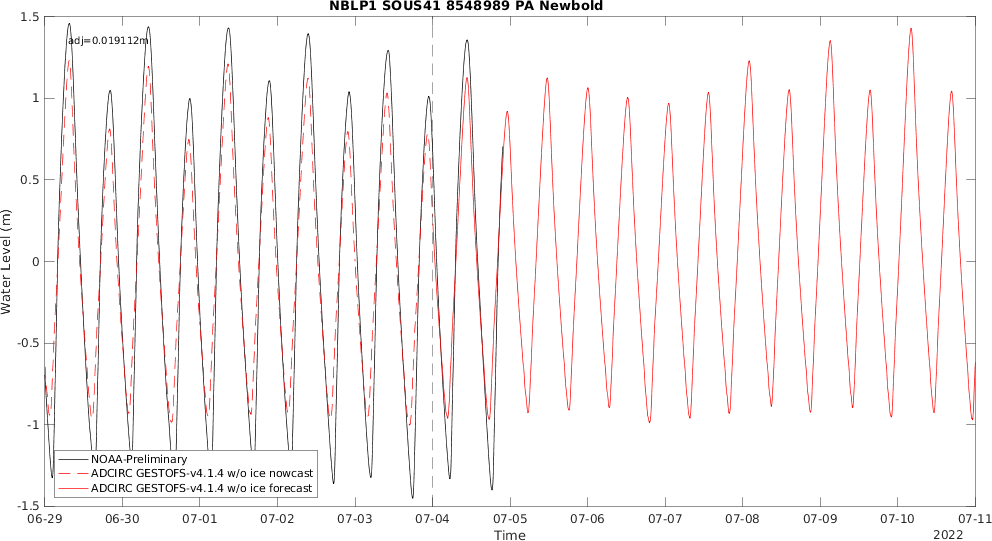 NBLP1 SOUS41 8548989 PA Newbold
adj=0.019112m
Water Level (m)
1.5
1
0.5
0
-0.5
-1
-1.5
NOAA-Preliminary
ADCIRC GESTOFS-v4.1.4 w/o ice nowcast
ADCIRC GESTOFS-v4.1.4 w/o ice forecast
06-29 06-30 07-01 07-02 07-03 07-04 07-05 07-06 07-07 07-08 07-09 07-10 07-11
Time
2022